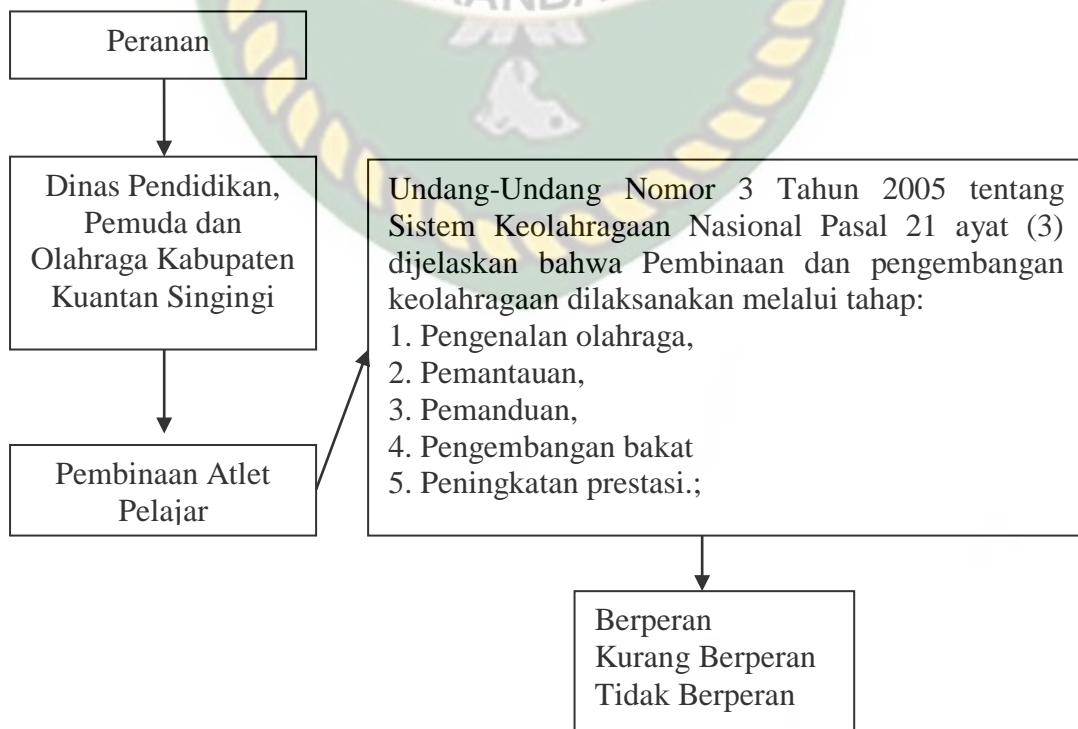 Peranan
Dinas Pendidikan,
Pemuda dan
Olahraga Kabupaten
Kuantan Singingi
Pembinaan Atlet
Pelajar
Undang-Undang Nomor 3 Tahun 2005 tentang
Sistem Keolahragaan Nasional Pasal 21 ayat (3)
dijelaskan bahwa Pembinaan dan pengembangan
keolahragaan dilaksanakan melalui tahap:
1. Pengenalan olahraga,
2. Pemantauan,
3. Pemanduan,
4. Pengembangan bakat
5. Peningkatan prestasi.;
Berperan
Kurang Berperan
Tidak Berperan